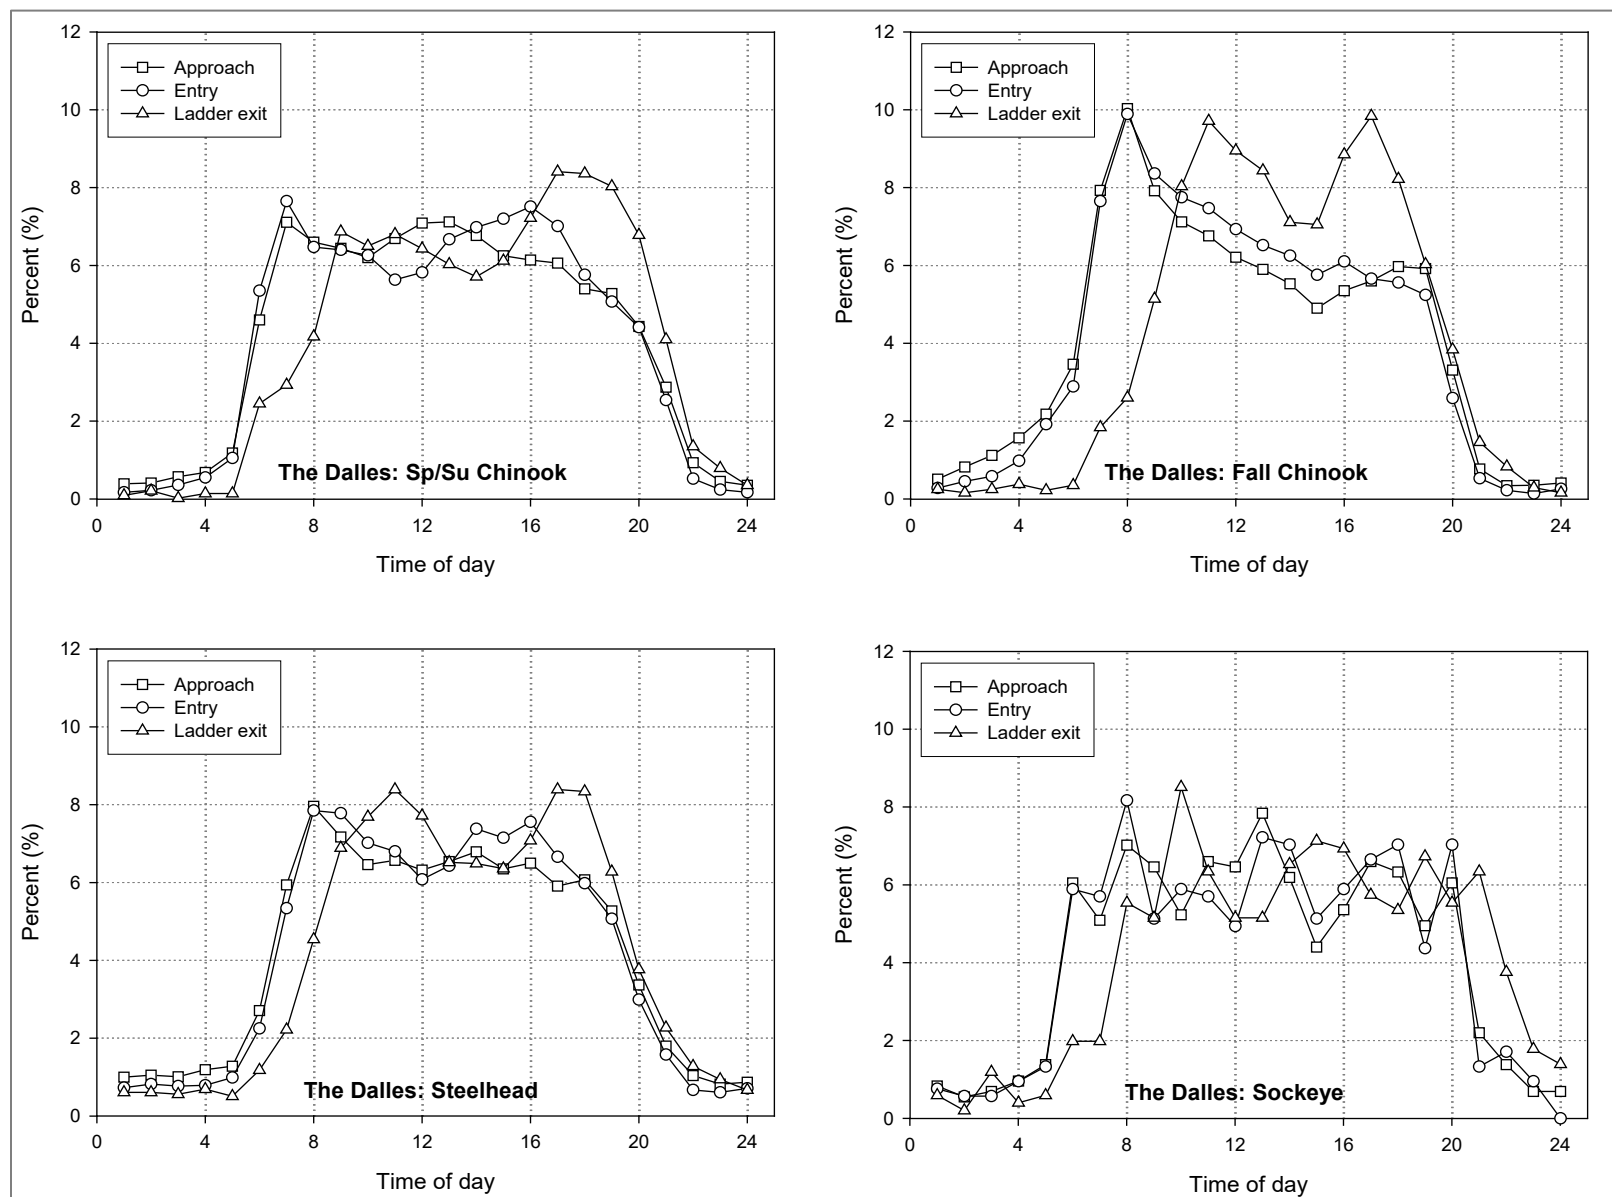 12
10
8
6
4
2
0
Percent (%)
Approach
Entry
Ladder exit
The Dalles: Sp/Su Chinook
0 4 8 12 16 20 24
Time of day
12
10
8
6
4
2
0
Percent (%)
Approach
Entry
Ladder exit
The Dalles: Fall Chinook
0 4 8 12 16 20 24
Time of day
12
10
8
6
4
2
0
Percent (%)
Approach
Entry
Ladder exit
The Dalles: Steelhead
0 4 8 12 16 20 24
Time of day
12
10
8
6
4
2
0
Percent (%)
Approach
Entry
Ladder exit
The Dalles: Sockeye
0 4 8 12 16 20 24
Time of day